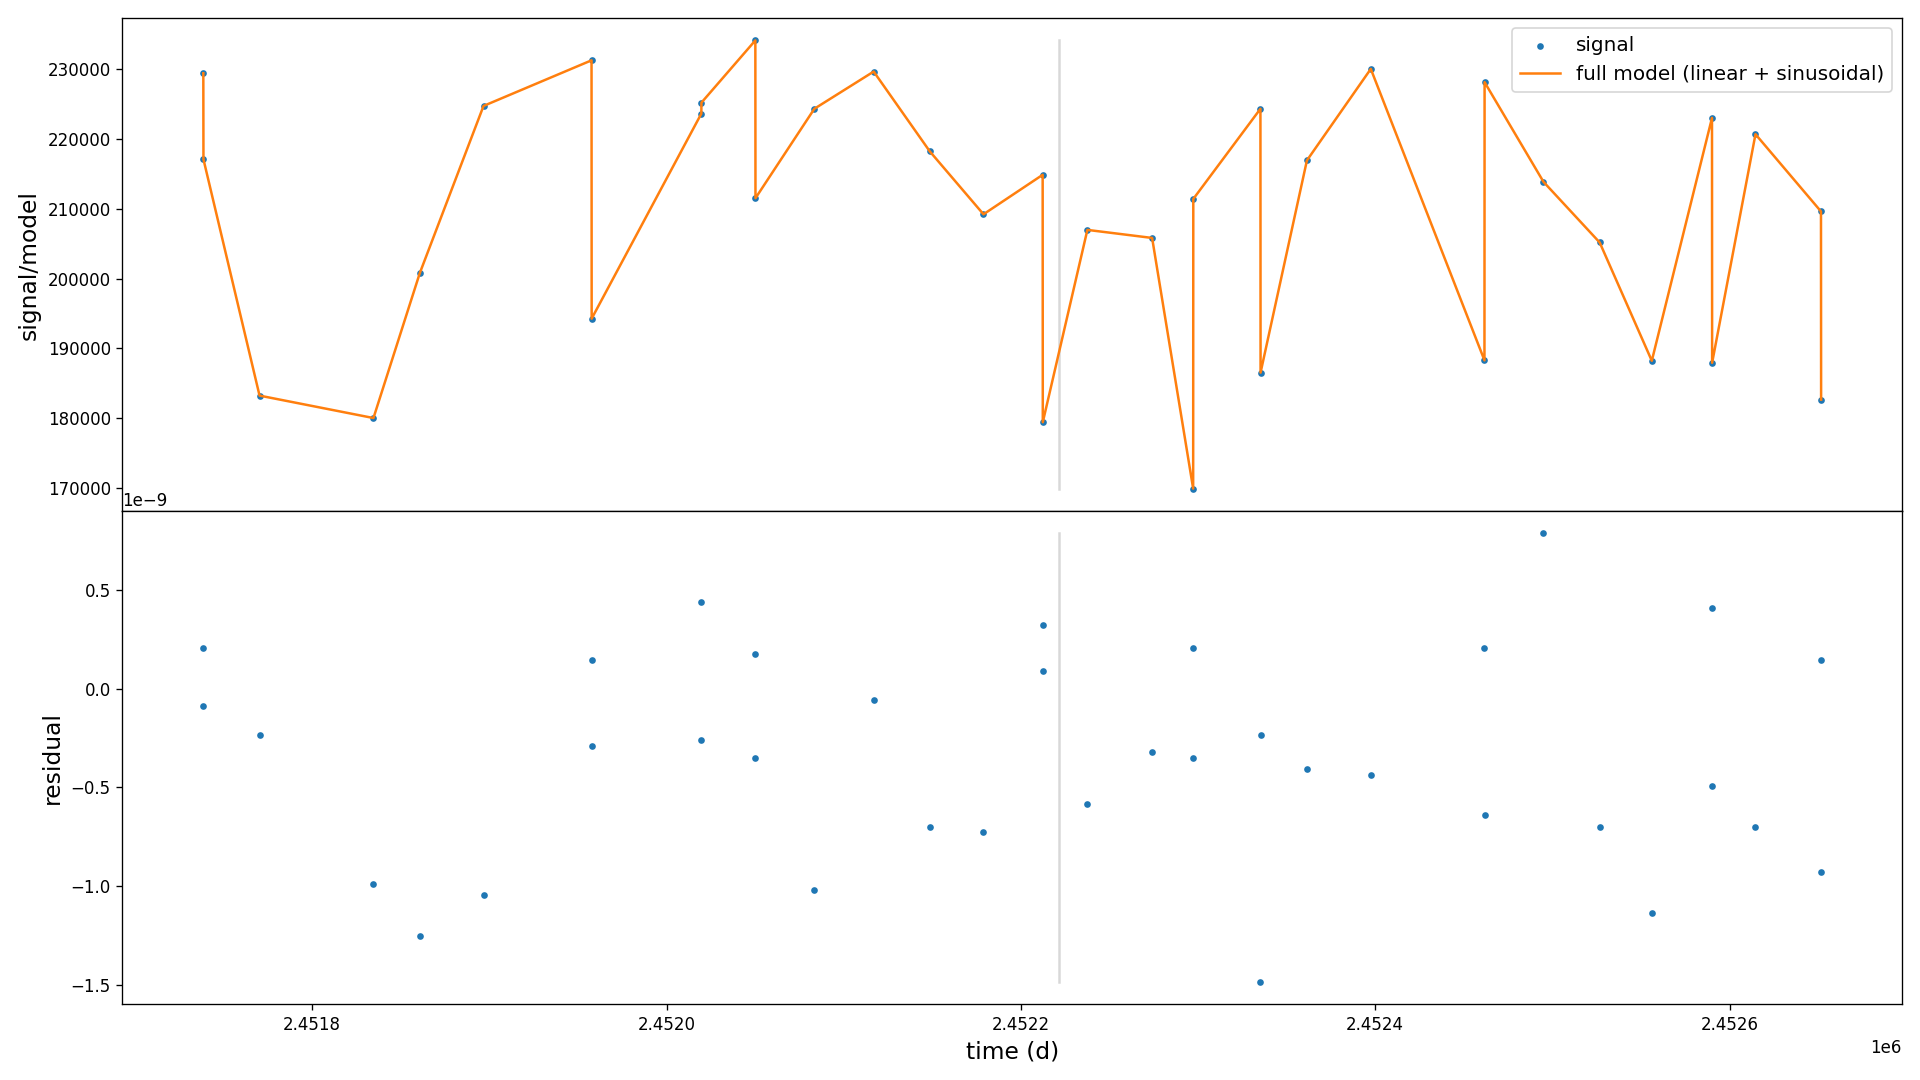 signal
full model (linear + sinusoidal)
230000
220000
210000
200000
190000
180000
170000
signal/model
1e−9
0.5
0.0
−0.5
−1.0
−1.5
residual
2.4518
2.4520
2.4522
2.4524
2.4526
1e6
time (d)